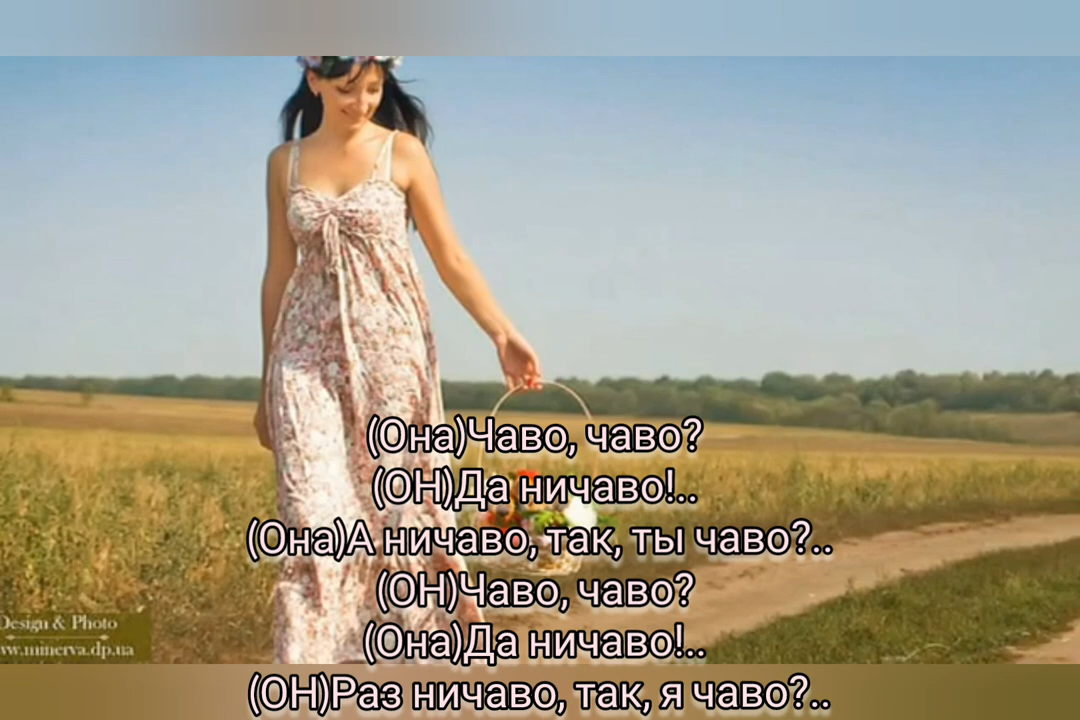 (Она)Чаво, чаво?
(ОН)Да ничаво!..
(Она)А ничаво, так, ты чаво?..
(ОН)Чаво, чаво?
(Она)Да ничаво!..
(ОН)Раз ничаво, так, я чаво?..
Design & Photo
www.minerva.dp.ua